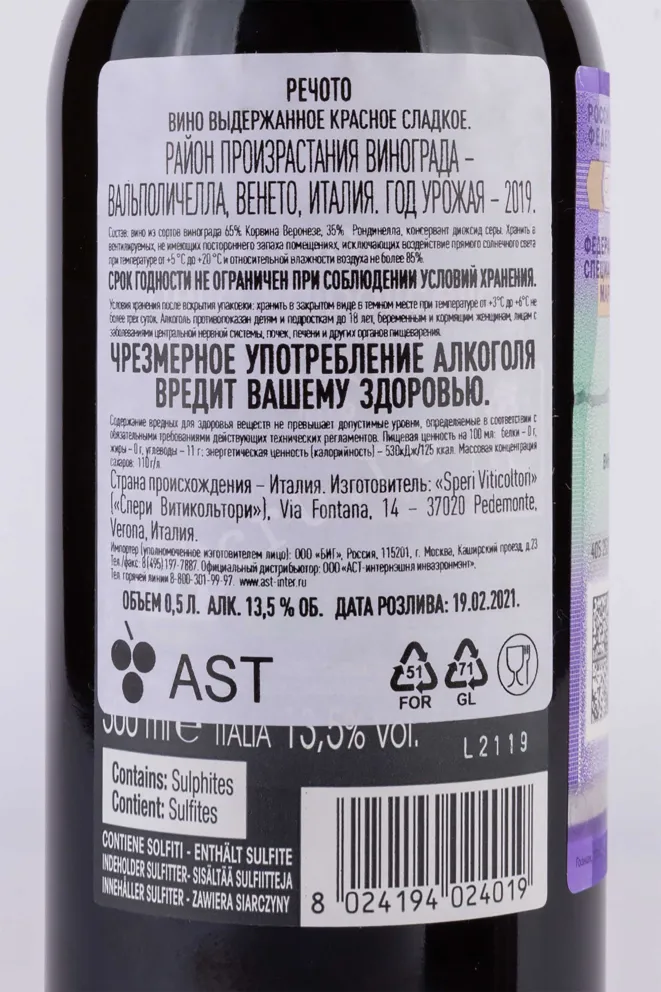 РЕЧОТО
ВИНО ВЫДЕРЖАННОЕ КРАСНОЕ СЛАДКОЕ.
РАЙОН ПРОИЗРАСТАНИЯ ВИНОГРАДА –
ВАЛЬПОЛИЧЕЛЛА, ВЕНЕТО, ИТАЛИЯ. ГОД УРОЖАЯ – 2019.
Состав: вино из сортов винограда 65% Корвина Веронезе, 35% Рондинелла, консервант диоксид серы. Хранить в
вентилируемых, не имеющих постороннего запаха помещениях, исключающих воздействие прямого солнечного света
при температуре от +5°С до +20°С и относительной влажности воздуха не более 85%.
СРОК ГОДНОСТИ НЕ ОГРАНИЧЕН ПРИ СОБЛЮДЕНИИ УСЛОВИЙ ХРАНЕНИЯ.
Условия хранения после вскрытия упаковки: хранить в закрытом виде в темном месте при температуре от +3°С до +6°С не
более трёх суток. Алкоголь противопоказан детям и подросткам до 18 лет, беременным и кормящим женщинам, лицам с
заболеваниями центральной нервной системы, почек, печени и других органов пищеварения.
ЧРЕЗМЕРНОЕ УПОТРЕБЛЕНИЕ АЛКОГОЛЯ
ВРЕДИТ ВАШЕМУ ЗДОРОВЬЮ.
Содержание вредных для здоровья веществ не превышает допустимые уровни, определяемые в соответствии с
обязательными требованиями действующих технических регламентов. Пищевая ценность на 100 мл: белки – 0 г,
жиры – 0 г, углеводы – 11 г; энергетическая ценность (калорийность) – 530кДж/125 ккал. Массовая концентрация
сахаров: 110 г/л.
Страна происхождения – Италия. Изготовитель: «Speri Viticoltori»
(«Спери Витикольтори»), Via Fontana, 14 – 37020 Pedemonte,
Verona, Италия.
Импортер (уполномоченное изготовителем лицо): ООО «БИГ», Россия, 115201, г. Москва, Каширский проезд, д.23
Тел./факс: 8(495) 197-7887. Официальный дистрибьютор: ООО «АСТ-интернэшнл инваэронмэнт».
Тел. горячей линии 8-800-301-99-97. www.ast-inter.ru
ОБЪЕМ 0,5 Л. АЛК. 13,5 % ОБ. ДАТА РОЗЛИВА: 19.02.2021.
AST
51
FOR
71
GL
500 ml e ITALIA 13,5% vol.
L2119
Contains: Sulphites
Contient: Sulfites
CONTIENE SOLFITI - ENTHÄLT SULFITE
INDEHOLDER SULFITTER- SISÄLTÄÄ SULFIITTEJA
INNEHÅLLER SULFITER - ZAWIERA SIARCZYNY
8 024194 024019